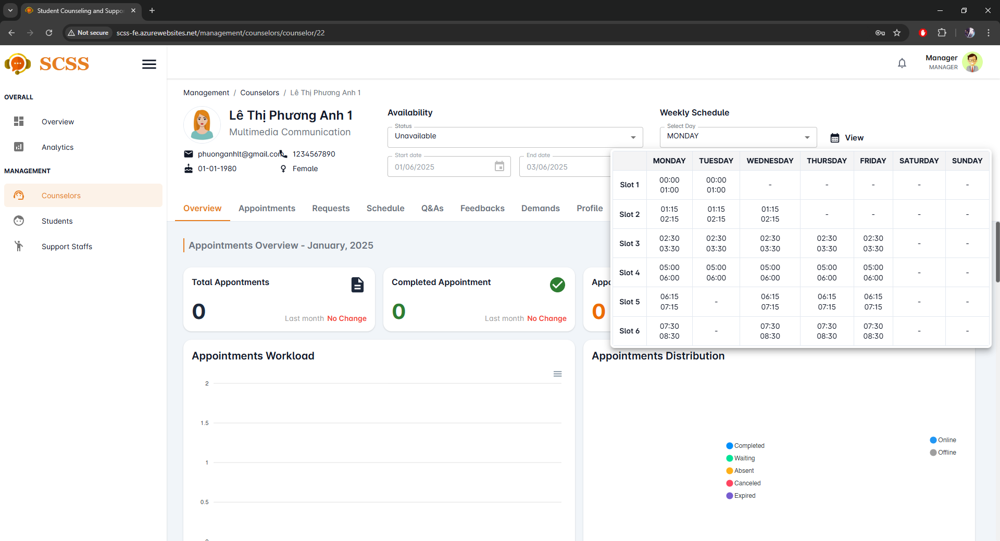 Student Counseling and Suppo
Not secure
scss-fe.azurewebsites.net/management/counselors/counselor/22
SCSS
Manager
MANAGER
OVERALL
Overview
Analytics
MANAGEMENT
Counselors
Students
Support Staffs
Management / Counselors / Lê Thị Phương Anh 1
Lê Thị Phương Anh 1
Multimedia Communication
phuonganhlt@gmail.com
1234567890
01-01-1980
Female
Availability
Status
Unavailable
Start date
01/06/2025
End date
03/06/2025
Weekly Schedule
Select Day
MONDAY
View
Overview Appointments Requests Schedule Q&As Feedbacks Demands Profile
MONDAY TUESDAY WEDNESDAY THURSDAY FRIDAY SATURDAY SUNDAY
Slot 1
00:00 00:00 - - - - -
01:00 01:00
Slot 2
01:15 01:15 01:15 - - - -
02:15 02:15 02:15
Slot 3
02:30 02:30 02:30 02:30 02:30 - -
03:30 03:30 03:30 03:30 03:30
Slot 4
05:00 05:00 05:00 05:00 05:00 - -
06:00 06:00 06:00 06:00 06:00
Slot 5
06:15 - 06:15 06:15 06:15 - -
07:15 07:15 07:15 07:15
Slot 6
07:30 - 07:30 07:30 07:30 - -
08:30 08:30 08:30 08:30
Appointments Overview - January, 2025
Total Appontments
0
Last month No Change
Completed Appointment
0
Last month No Change
Appo
0
Appointments Workload
2
1.5
1
0.5
Appointments Distribution
Completed
Waiting
Absent
Canceled
Expired
Online
Offline